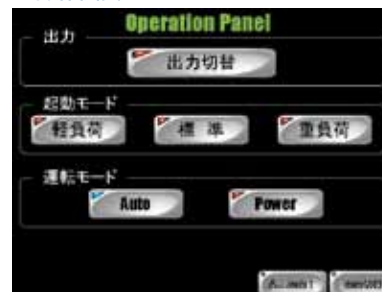 Operation Panel
出力
出力切替
起動モード
軽負荷 標準 重負荷
運転モード
Auto Power